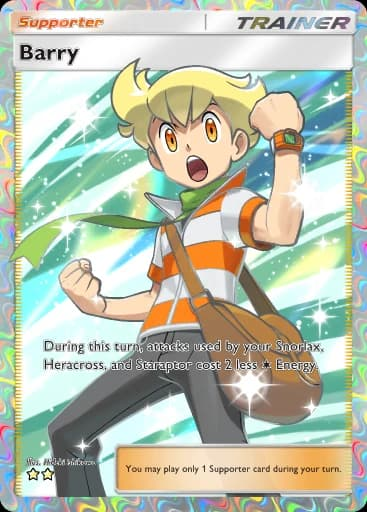 Supporter TRAINER
Barry
During this turn, attacks used by your Snorlax,
Heracross, and Staraptor cost 2 less Energy.
Illus.
You may play only 1 Supporter card during your turn.